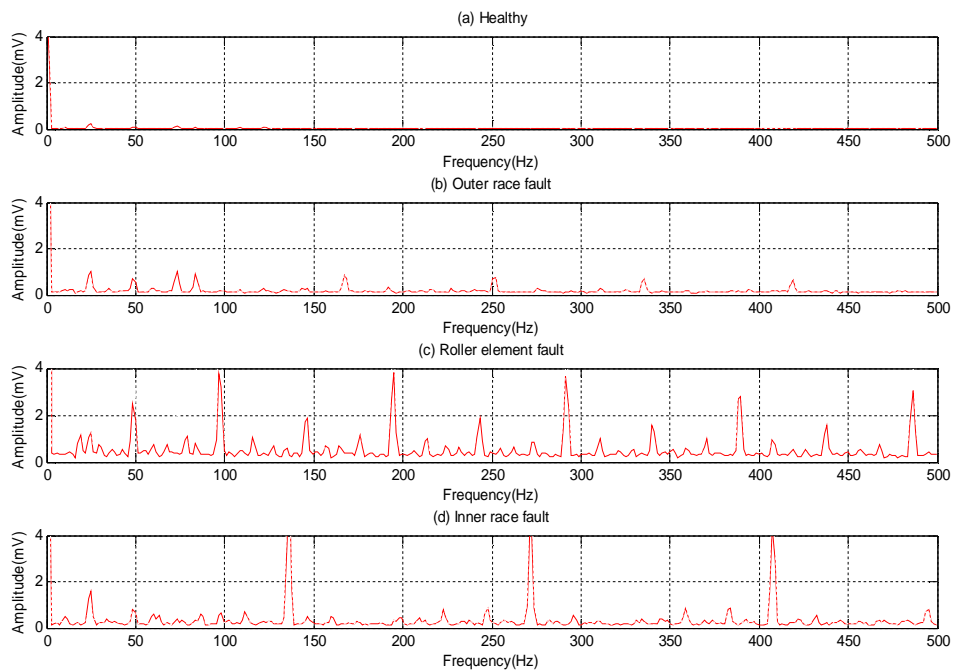 (a) Healthy
Amplitude(mV)
4
2
0
0 50 100 150 200 250 300 350 400 450 500
Frequency(Hz)
(b) Outer race fault
Amplitude(mV)
4
2
0
0 50 100 150 200 250 300 350 400 450 500
Frequency(Hz)
(c) Roller element fault
Amplitude(mV)
4
2
0
0 50 100 150 200 250 300 350 400 450 500
Frequency(Hz)
(d) Inner race fault
Amplitude(mV)
4
2
0
0 50 100 150 200 250 300 350 400 450 500
Frequency(Hz)